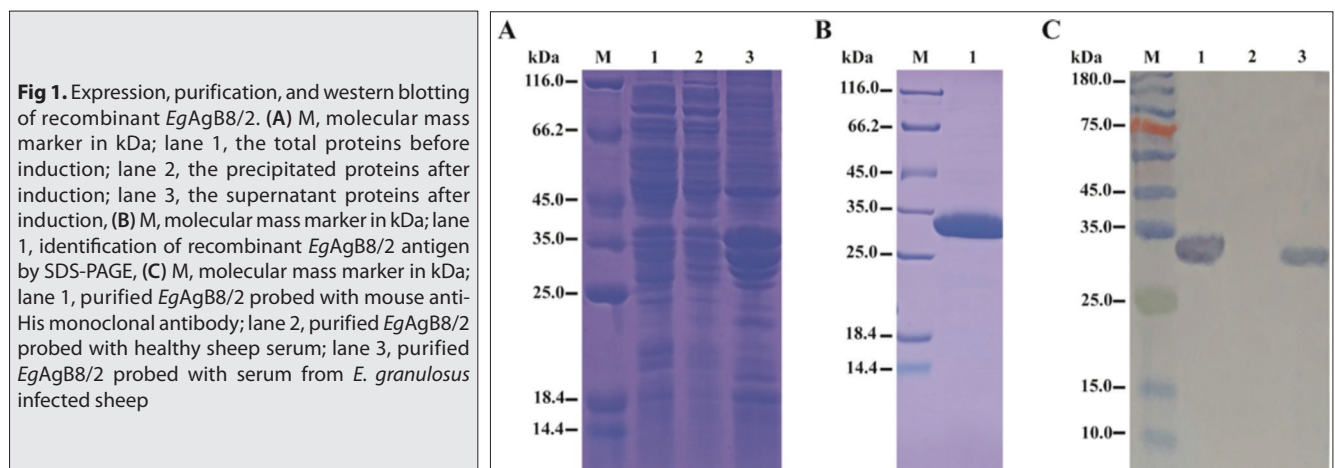 Fig 1. Expression, purification, and western blotting
of recombinant EgAgB8/2. (A) M, molecular mass
marker in kDa; lane 1, the total proteins before
induction; lane 2, the precipitated proteins after
induction; lane 3, the supernatant proteins after
induction, (B) M, molecular mass marker in kDa; lane
1, identification of recombinant EgAgB8/2 antigen
by SDS-PAGE, (C) M, molecular mass marker in kDa;
lane 1, purified EgAgB8/2 probed with mouse anti-
His monoclonal antibody; lane 2, purified EgAgB8/2
probed with healthy sheep serum; lane 3, purified
EgAgB8/2 probed with serum from E. granulosus
infected sheep
A
kDa M 1 2 3
116.0
66.2
45.0
35.0
25.0
18.4
14.4
B
kDa M 1
116.0
66.2
45.0
35.0
25.0
18.4
14.4
C
kDa M 1 2 3
180.0
75.0
45.0
35.0
25.0
15.0
10.0